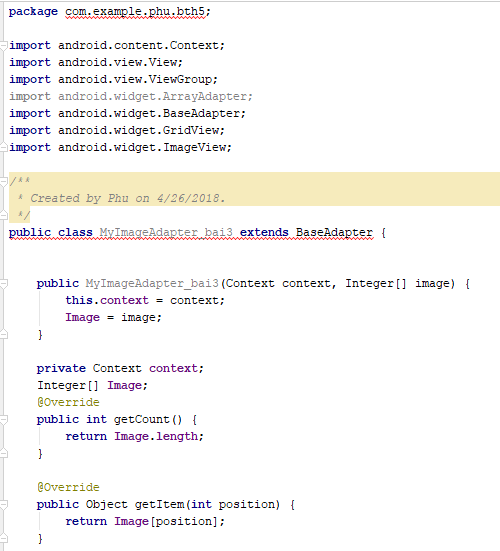 package com.example.phu.bth5;
import android.content.Context;
import android.view.View;
import android.view.ViewGroup;
import android.widget.ArrayAdapter;
import android.widget.BaseAdapter;
import android.widget.GridView;
import android.widget.ImageView;
/**
* Created by Phu on 4/26/2018.
*/
public class MyImageAdapter_bai3 extends BaseAdapter {
public MyImageAdapter_bai3(Context context, Integer[] image) {
this.context = context;
Image = image;
}
private Context context;
Integer[] Image;
@Override
public int getCount() {
return Image.length;
}
@Override
public Object getItem(int position) {
return Image[position];
}